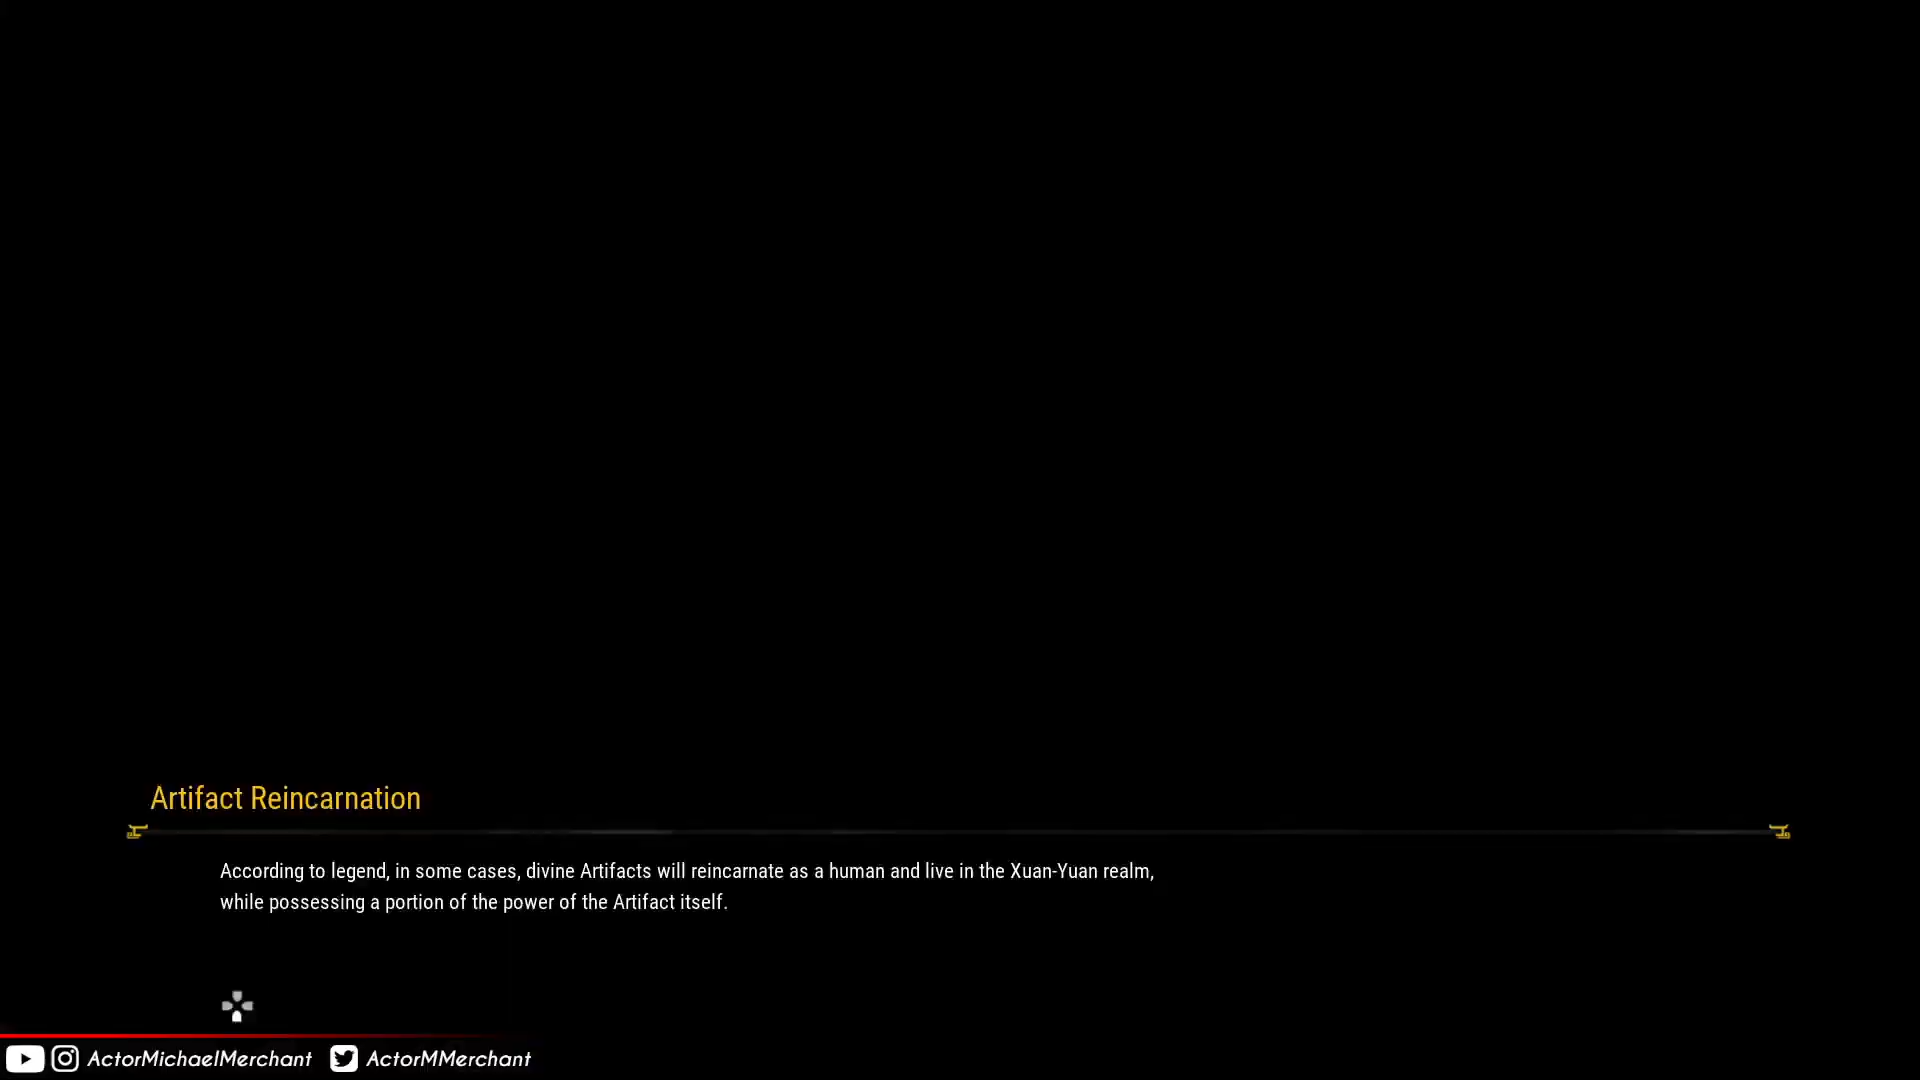 Artifact Reincarnation
According to legend, in some cases, divine Artifacts will reincarnate as a human and live in the Xuan-Yuan realm,
while possessing a portion of the power of the Artifact itself.
ActorMichaelMerchant ActorMMerchant